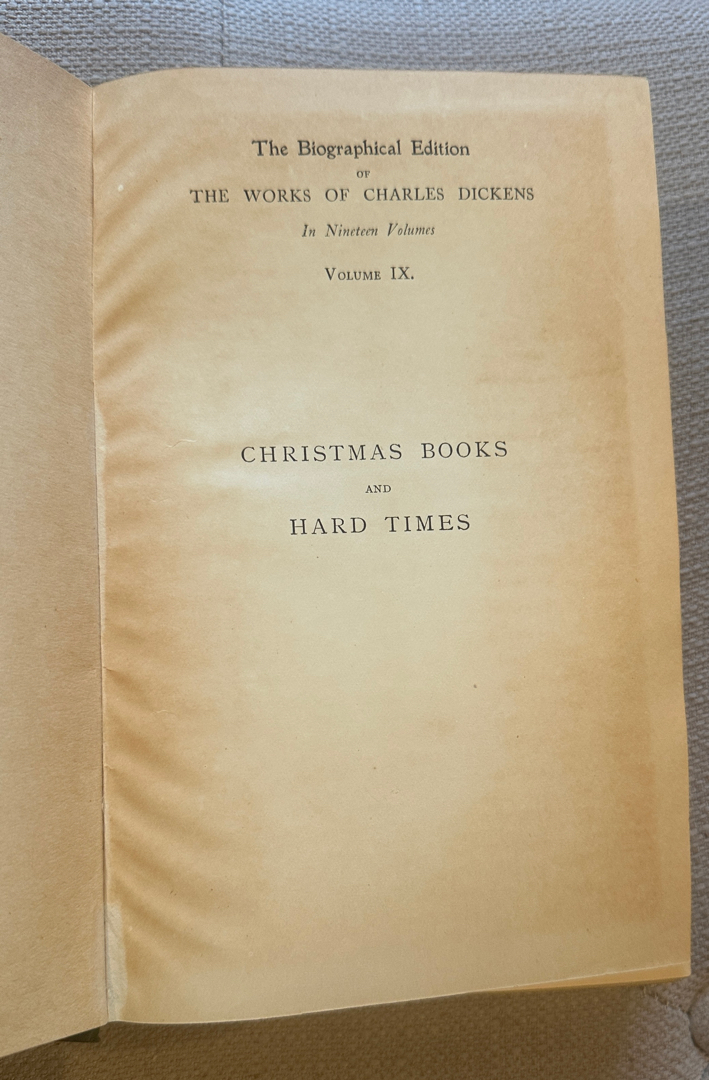 The Biographical Edition
OF
THE WORKS OF CHARLES DICKENS
In Nineteen Volumes
VOLUME IX.
CHRISTMAS BOOKS
AND
HARD TIMES